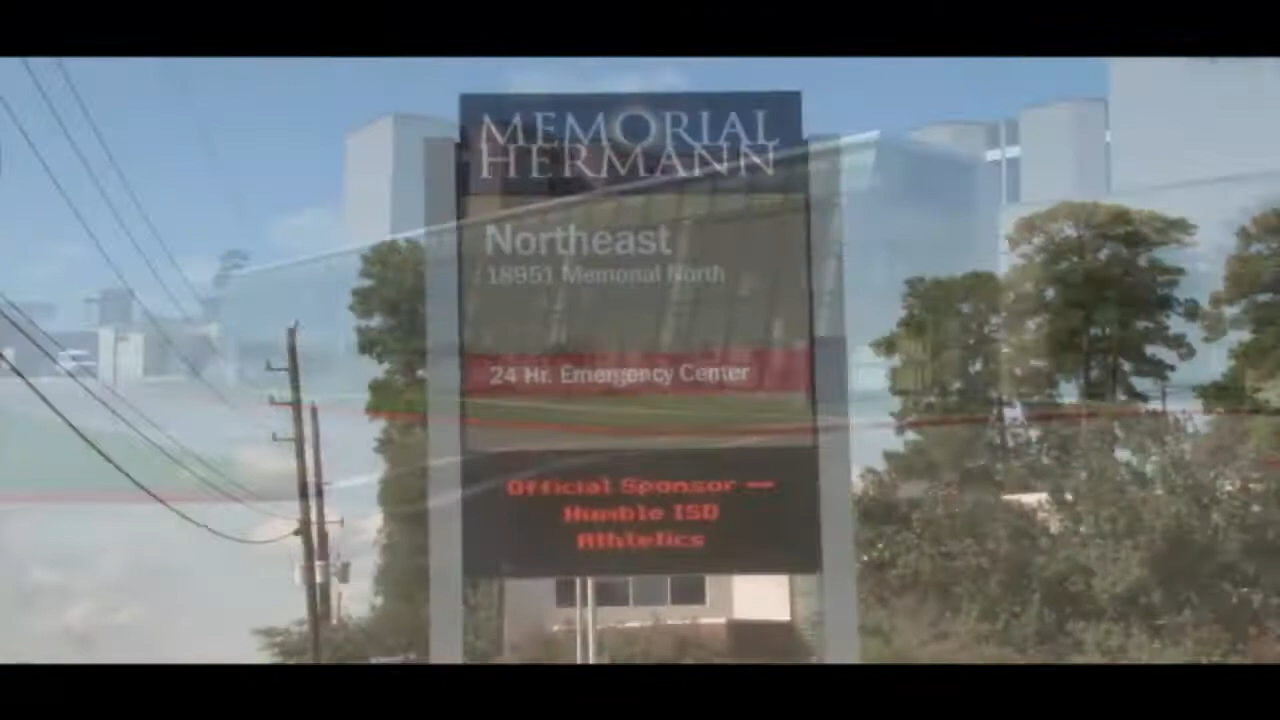 MEMORIAL
HERMANN
Northeast
18951 Memorial North
24 Hr. Emergency Center
Official Sponsor —
Humble ISD
Athletics